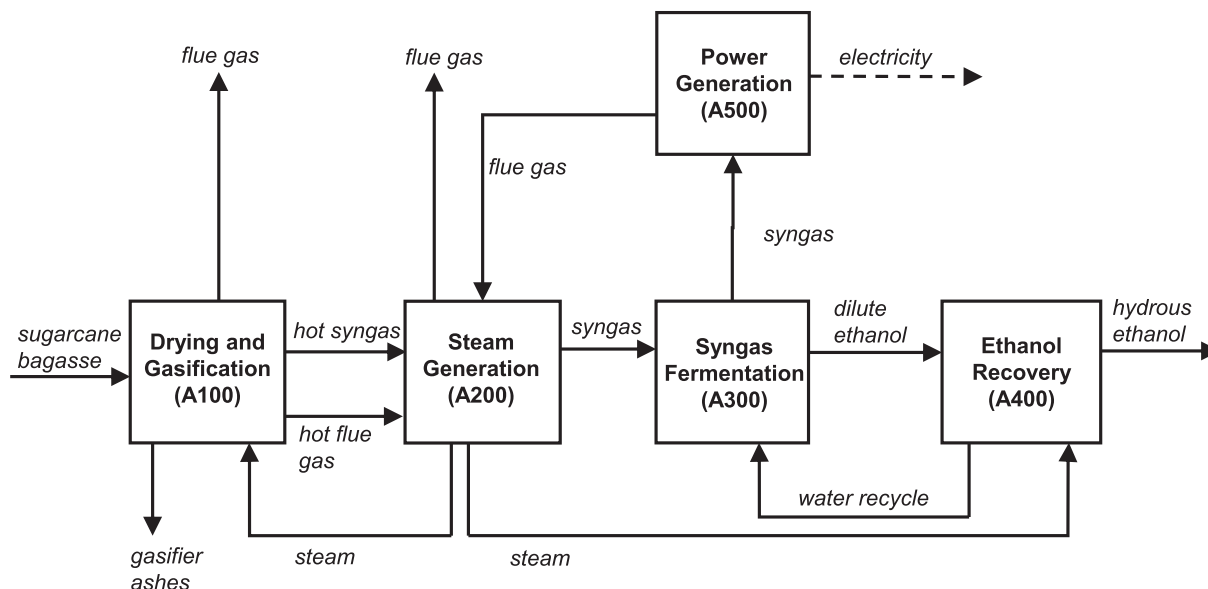 flue gas
flue gas
Power
Generation
(A500)
electricity
flue gas
syngas
sugarcane
bagasse
Drying and
Gasification
(A100)
hot syngas
hot flue
gas
Steam
Generation
(A200)
syngas
Syngas
Fermentation
(A300)
dilute
ethanol
Ethanol
Recovery
(A400)
hydrous
ethanol
water recycle
gasifier
ashes
steam
steam